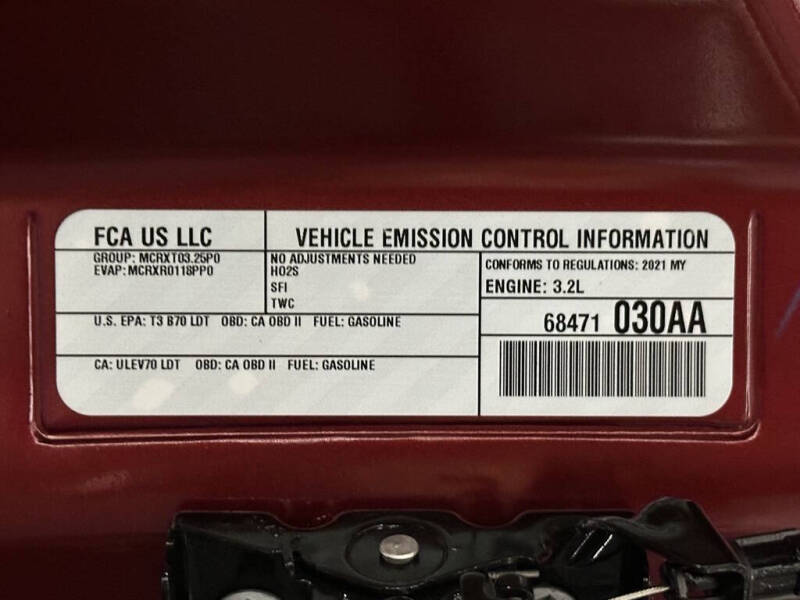 FCA US LLC
VEHICLE EMISSION CONTROL INFORMATION
GROUP: MCRXT03.25P0
EVAP: MCRXR0118PP0
NO ADJUSTMENTS NEEDED
HO2S
SFI
TWC
CONFORMS TO REGULATIONS: 2021 MY
ENGINE: 3.2L
U.S. EPA: T3 B70 LDT OBD: CA OBD II FUEL: GASOLINE
68471 030AA
CA: ULEV70 LDT OBD: CA OBD II FUEL: GASOLINE